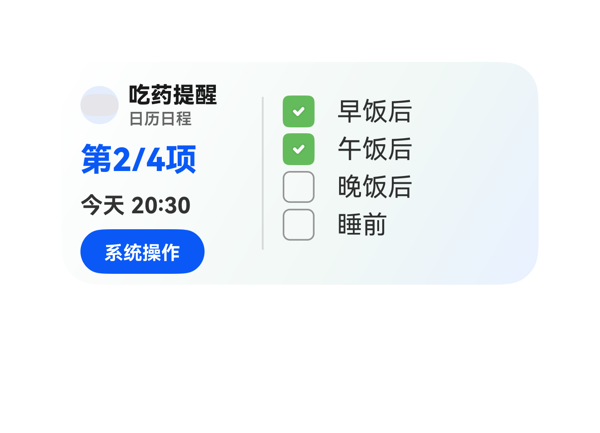 吃药提醒
日历日程
第2/4项
今天 20:30
系统操作
早饭后
午饭后
晚饭后
睡前